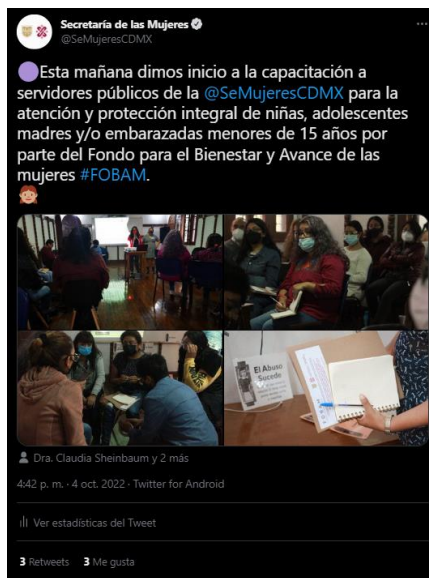 Secretaría de las Mujeres
@SeMujeresCDMX
Esta mañana dimos inicio a la capacitación a
servidores públicos de la @SeMujeresCDMX para la
atención y protección integral de niñas, adolescentes
madres y/o embarazadas menores de 15 años por
parte del Fondo para el Bienestar y Avance de las
mujeres #FOBAM.
El Abuso
Sucede
Dra. Claudia Sheinbaum y 2 más
4:42 p. m. · 4 oct. 2022 · Twitter for Android
Ver estadísticas del Tweet
3 Retweets 3 Me gusta